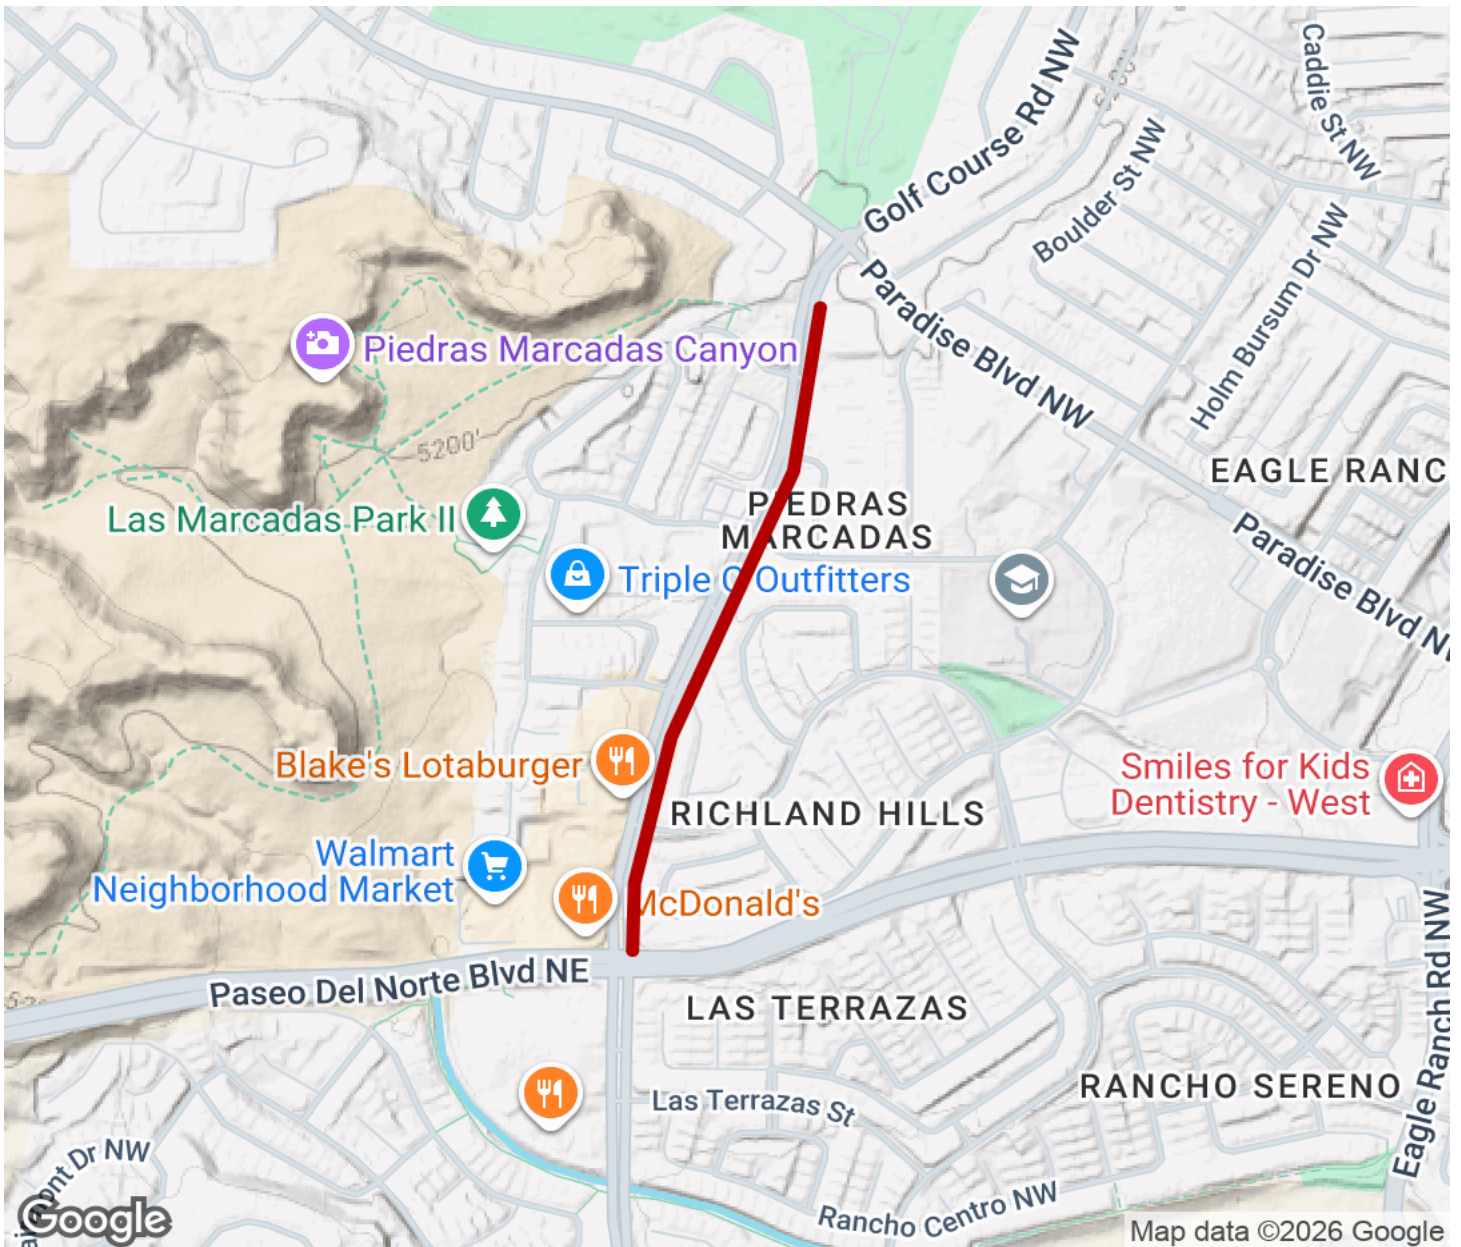 Golf Course Rd NW
Caddie St NW
Boulder St NW
Holm Bursum Dr NW
Paradise Blvd NW
Piedras Marcadas Canyon
5200'
EAGLE RANC
Las Marcadas Park II
PIEDRAS
MARCADAS
Triple C Outfitters
Paradise Blvd N
Blake's Lotaburger
Smiles for Kids
Dentistry - West
RICHLAND HILLS
Walmart
Neighborhood Market
McDonald's
Paseo Del Norte Blvd NE
LAS TERRAZAS
Eagle Ranch Rd NW
Las Terrazas St
RANCHO SERENO
Dr NW
Rancho Centro NW
Google
Map data ©2026 Google